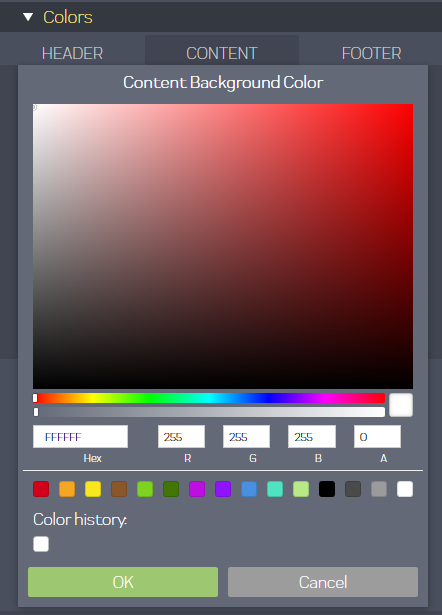 Colors
HEADER CONTENT FOOTER
Content Background Color
FFFFFF 255 255 255 0
Hex R G B A
Color history:
OK Cancel